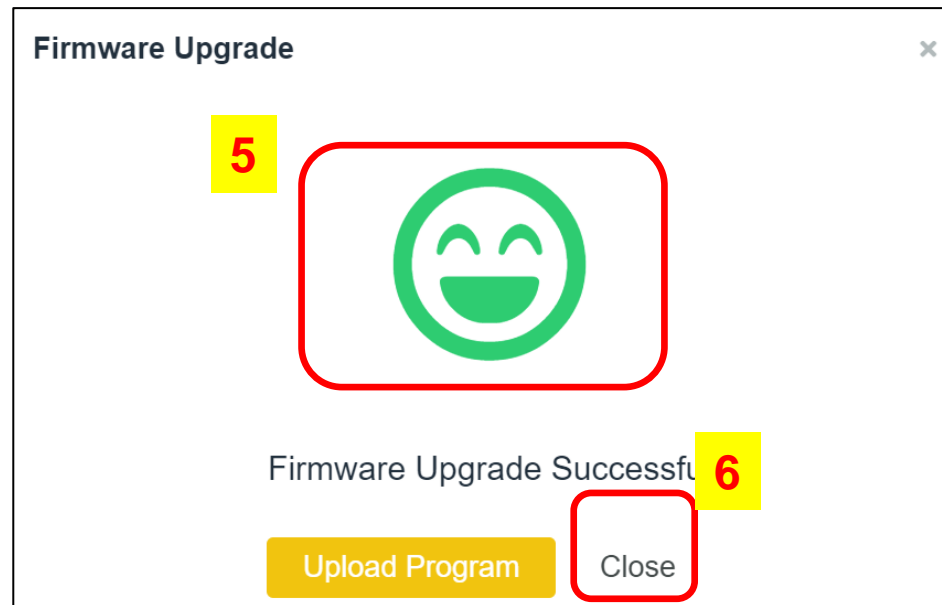 Firmware Upgrade
5
Firmware Upgrade Successfu
6
Upload Program Close